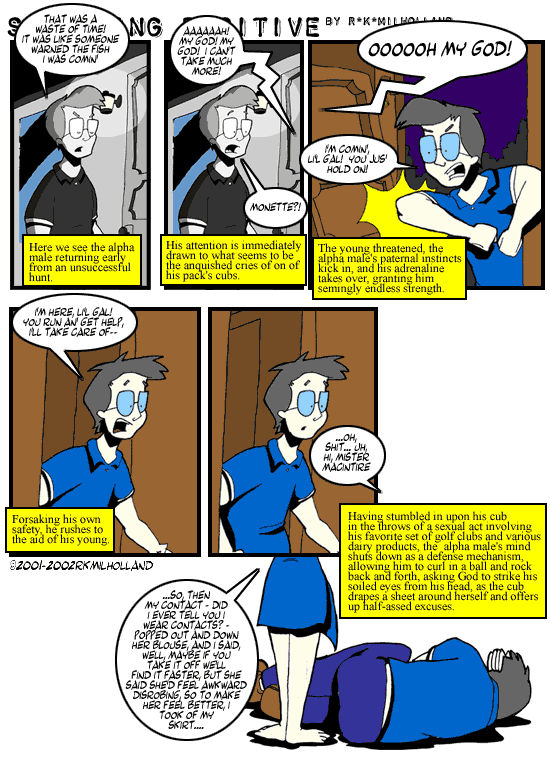 BY R*K*MILHOLLAND
THAT WAS A
WASTE OF TIME!
IT WAS LIKE SOMEONE
WARNED THE FISH
I WAS COMIN'
Here we see the alpha
male returning early
from an unsuccessful
hunt.
AAAAAAH!
MY GOD! MY
GOD! I CAN'T
TAKE MUCH
MORE!
MONETTE?!
His attention is immediately
drawn to what seems to be
the anquished cries of on of
his pack's cubs.
OOOOOH MY GOD!
I'M COMIN',
LI'L GAL! YOU JUS'
HOLD ON!
The young threatened, the
alpha male's paternal instincts
kick in, and his adrenaline
takes over, granting him
semingly endless strength.
I'M HERE, LI'L GAL!
YOU RUN AN' GET HELP,
I'LL TAKE CARE OF--
Forsaking his own
safety, he rushes to
the aid of his young.
...OH,
SHIT... UH,
HI, MISTER
MACINTIRE
Having stumbled in upon his cub
in the throws of a sexual act involving
his favorite set of golf clubs and various
dairy products, the alpha male's mind
shuts down as a defense mechanism,
allowing him to curl in a ball and rock
back and forth, asking God to strike his
soiled eyes from his head, as the cub
drapes a sheet around herself and offers
up half-assed excuses.
©2001-2002RKMILHOLLAND
...SO, THEN
MY CONTACT - DID
I EVER TELL YOU I
WEAR CONTACTS? -
POPPED OUT AND DOWN
HER BLOUSE, AND I SAID,
WELL, MAYBE IF YOU
TAKE IT OFF WE'LL
FIND IT FASTER, BUT SHE
SAID SHE'D FEEL AWKWARD
DISROBING, SO TO MAKE
HER FEEL BETTER, I
TOOK OF MY
SKIRT....